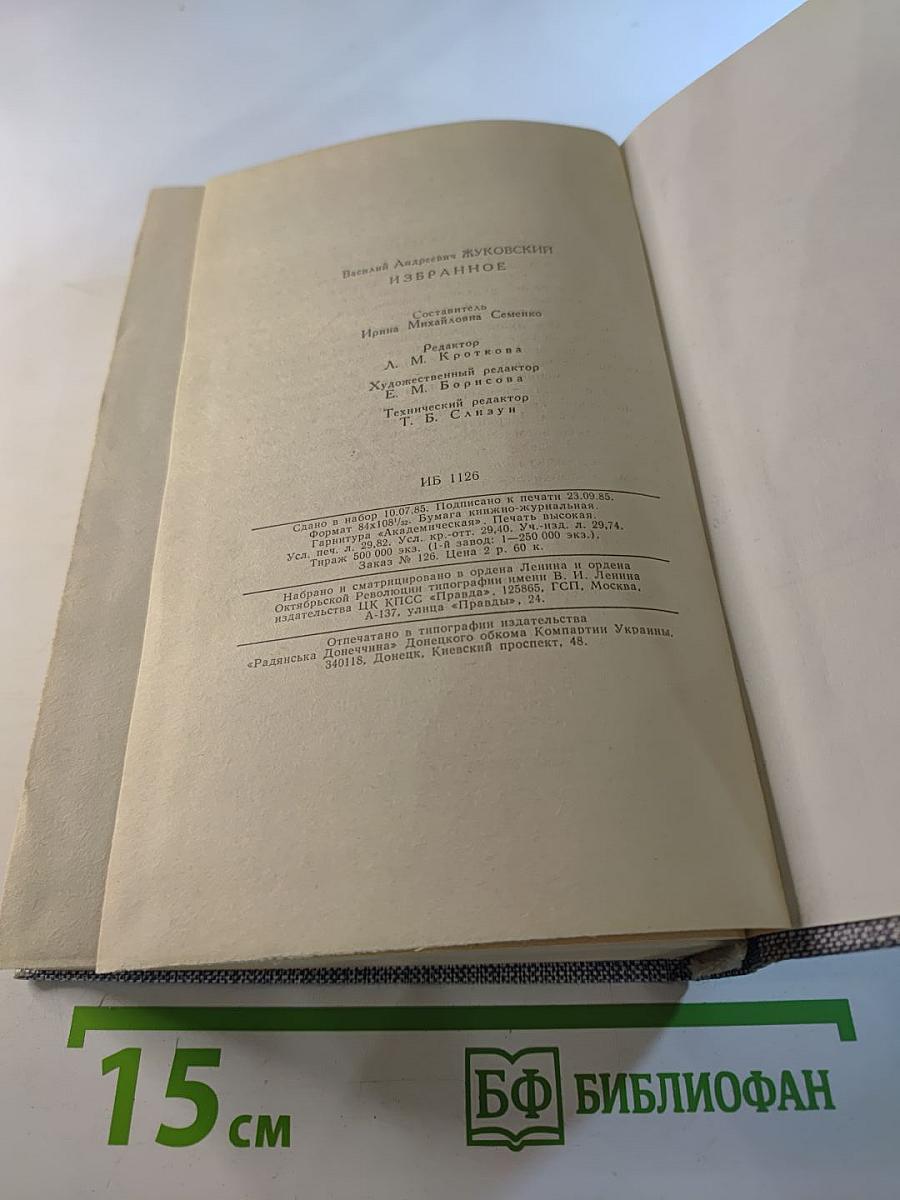 Василий Андреевич ЖУКОВСКИЙ
ИЗБРАННОЕ
Составитель
Ирина Михайловна Семенко
Редактор
Л. М. Кроткова
Художественный редактор
Е. М. Борисова
Технический редактор
Т. Б. Слизун
ИБ 1126
Сдано в набор 10.07.85. Подписано к печати 23.09.85.
Формат 84х108¹/₃₂. Бумага книжно-журнальная.
Гарнитура «Академическая». Печать высокая.
Усл. печ. л. 29,82. Усл. кр.-отт. 29,40. Уч.-изд. л. 29,74.
Тираж 500 000 экз. (1-й завод: 1—250 000 экз.).
Заказ № 126. Цена 2 р. 60 к.
Набрано и сматрицировано в ордена Ленина и ордена
Октябрьской Революции типографии имени В. И. Ленина
издательства ЦК КПСС «Правда». 125865, ГСП, Москва,
А-137, улица «Правды», 24.
Отпечатано в типографии издательства
«Радянська Донеччина» Донецкого обкома Компартии Украины,
340118, Донецк, Киевский проспект, 48.
15 см
БФ БИБЛИОФАН